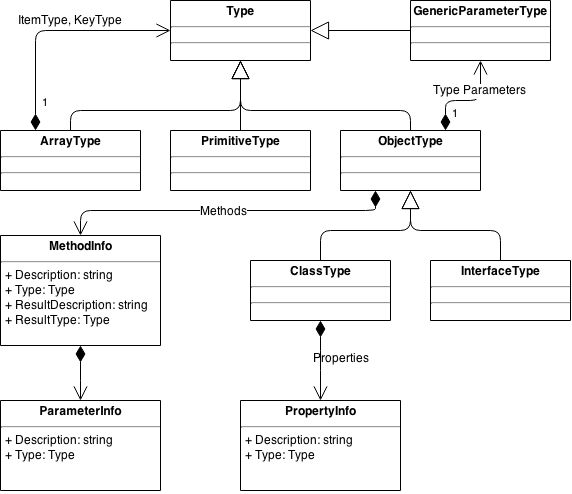 Type
GenericParameterType
ItemType, KeyType
1
Type Parameters
1
ArrayType
PrimitiveType
ObjectType
Methods
MethodInfo
+ Description: string
+ Type: Type
+ ResultDescription: string
+ ResultType: Type
ClassType
InterfaceType
Properties
ParameterInfo
+ Description: string
+ Type: Type
PropertyInfo
+ Description: string
+ Type: Type